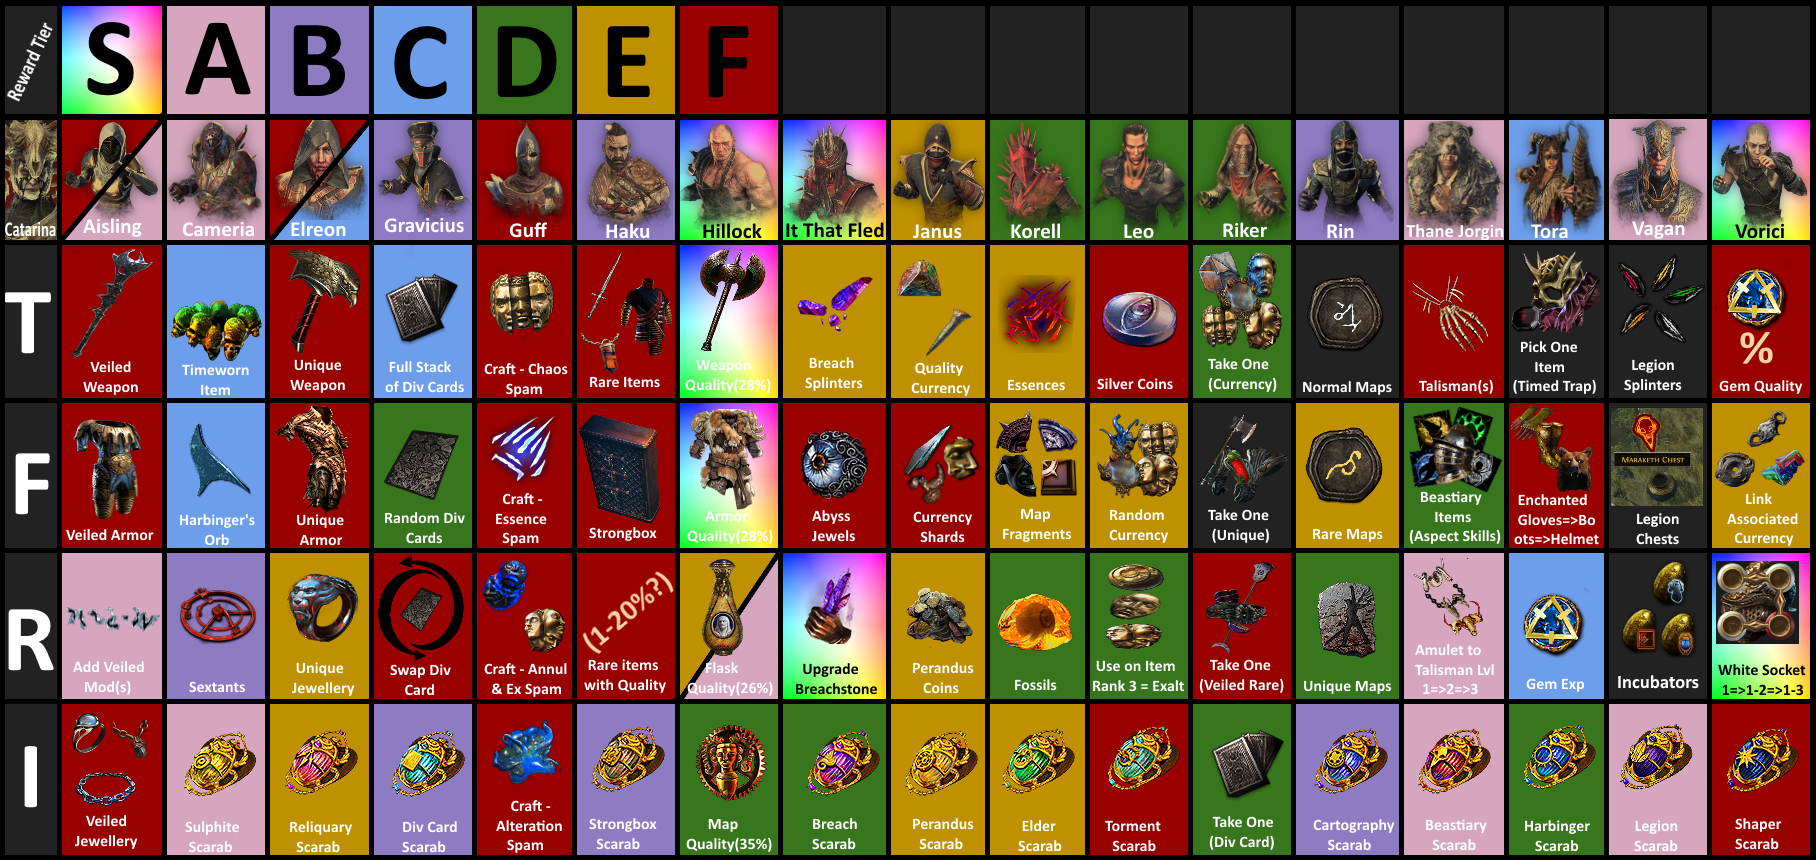 Reward Tier
S
A
B
C
D
E
F
Catarina
Aisling
Cameria
Elreon
Gravicius
Guff
Haku
Hillock
It That Fled
Janus
Korell
Leo
Riker
Rin
Thane Jorgin
Tora
Vagan
Vorici
T
Veiled
Weapon
Timeworn
Item
Unique
Weapon
Full Stack
of Div Cards
Craft - Chaos
Spam
Rare Items
Weapon
Quality(28%)
Breach
Splinters
Quality
Currency
Essences
Silver Coins
Take One
(Currency)
Normal Maps
Talisman(s)
Pick One
Item
(Timed Trap)
Legion
Splinters
%
Gem Quality
F
Veiled Armor
Harbinger's
Orb
Unique
Armor
Random Div
Cards
Craft -
Essence
Spam
Strongbox
Armor
Quality(28%)
Abyss
Jewels
Currency
Shards
Map
Fragments
Random
Currency
Take One
(Unique)
Rare Maps
Beastiary
Items
(Aspect Skills)
Enchanted
Gloves=>Bo
ots=>Helmet
MARAKETH CHEST
Legion
Chests
Link
Associated
Currency
R
Add Veiled
Mod(s)
Sextants
Unique
Jewellery
Swap Div
Card
Craft - Annul
& Ex Spam
(1-20%?)
Rare items
with Quality
Flask
Quality(26%)
Upgrade
Breachstone
Perandus
Coins
Fossils
Use on Item
Rank 3 = Exalt
Take One
(Veiled Rare)
Unique Maps
Amulet to
Talisman Lvl
1=>2=>3
Gem Exp
Incubators
White Socket
1=>1-2=>1-3
I
Veiled
Jewellery
Sulphite
Scarab
Reliquary
Scarab
Div Card
Scarab
Craft -
Alteration
Spam
Strongbox
Scarab
Map
Quality(35%)
Breach
Scarab
Perandus
Scarab
Elder
Scarab
Torment
Scarab
Take One
(Div Card)
Cartography
Scarab
Beastiary
Scarab
Harbinger
Scarab
Legion
Scarab
Shaper
Scarab